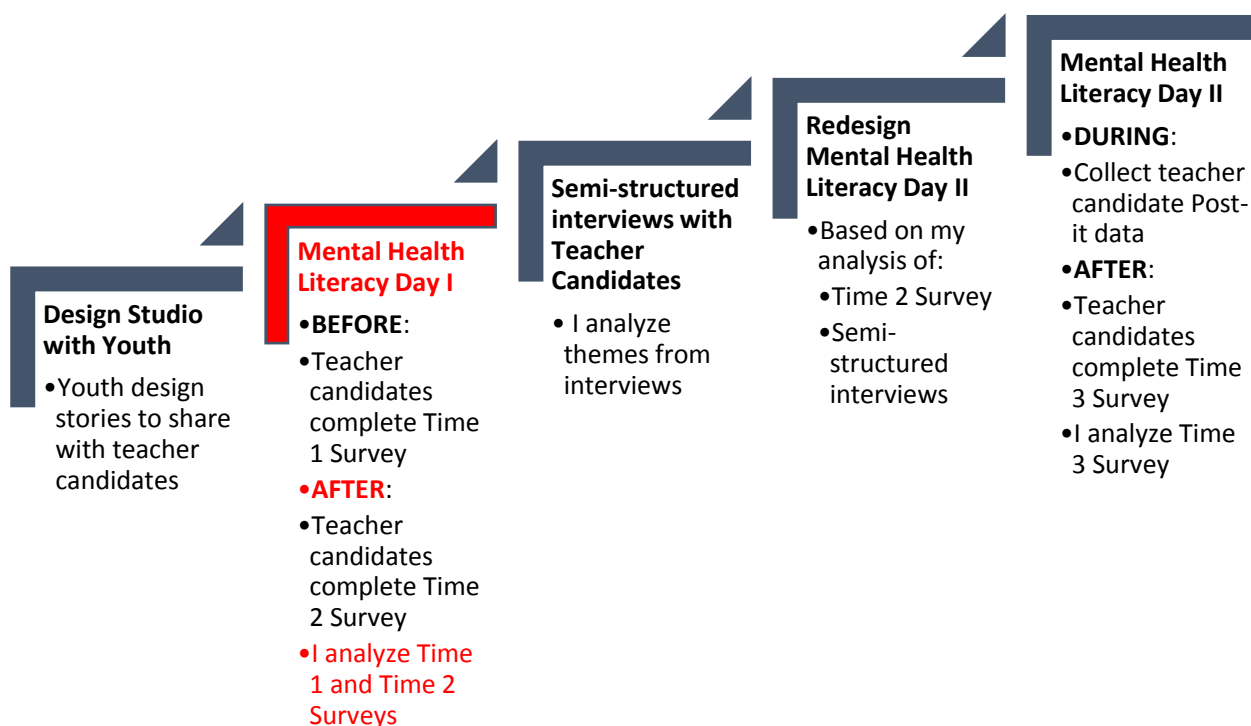 Design Studio
with Youth
•Youth design
stories to share
with teacher
candidates
Mental Health
Literacy Day I
•BEFORE:
•Teacher
candidates
complete Time
1 Survey
•AFTER:
•Teacher
candidates
complete Time
2 Survey
•I analyze Time
1 and Time 2
Surveys
Semi-structured
interviews with
Teacher
Candidates
• I analyze
themes from
interviews
Redesign
Mental Health
Literacy Day II
•Based on my
analysis of:
•Time 2 Survey
•Semi-
structured
interviews
Mental Health
Literacy Day II
•DURING:
•Collect teacher
candidate Post-
it data
•AFTER:
•Teacher
candidates
complete Time
3 Survey
•I analyze Time
3 Survey